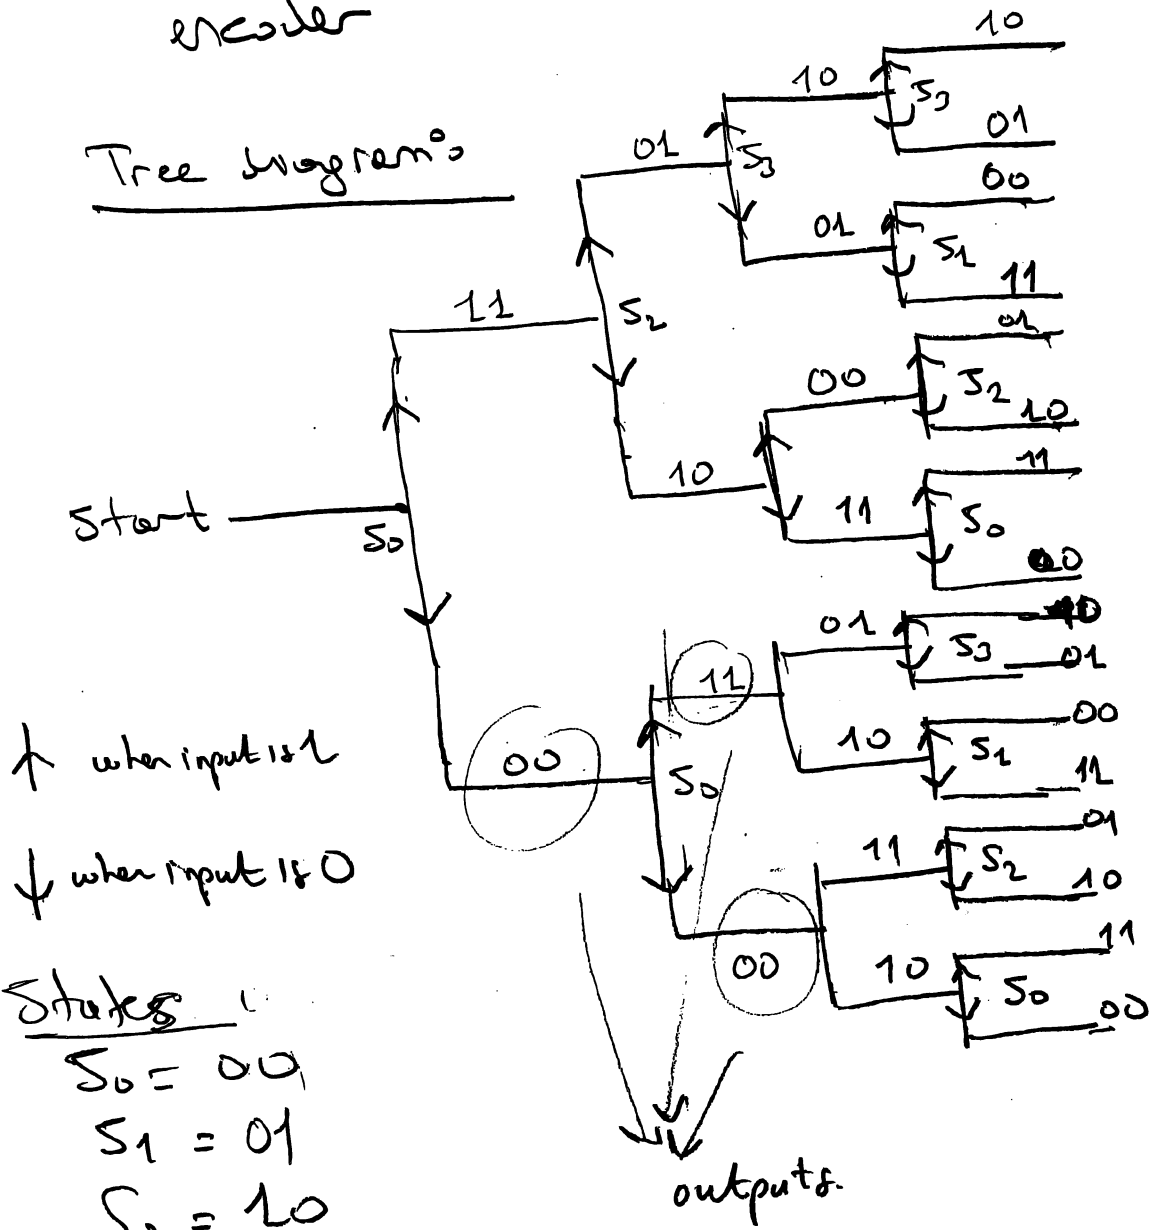 encoder
Tree diagram:
10
10
S3
01
01
S3
00
01
S1
11
11
S2
01
00
S2
10
10
11
11
S0
00
Start
S0
10
01
S3
01
11
00
10
S1
11
00
S0
01
11
S2
10
00
11
10
S0
00
↑ when input is 1
↓ when input is 0
States :
S0 = 00
S1 = 01
= 10
outputs.